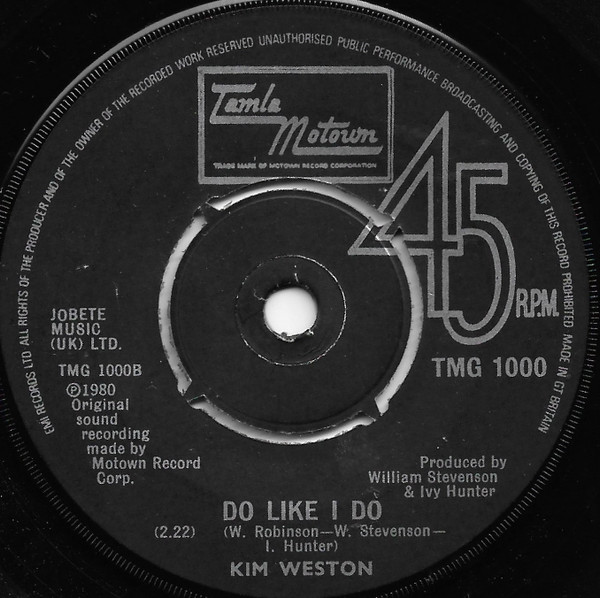 EMI RECORDS LTD ALL RIGHTS OF THE PRODUCER AND OF THE OWNER OF THE RECORDED WORK RESERVED UNAUTHORISED PUBLIC PERFORMANCE BROADCASTING AND COPYING OF THIS RECORD PROHIBITED MADE IN GT BRITAIN
Tamla
Motown
TRADE MARK OF MOTOWN RECORD CORPORATION
45
R.P.M.
JOBETE
MUSIC
(UK) LTD.
TMG 1000
TMG 1000B
℗1980
Original
sound
recording
made by
Motown Record
Corp.
Produced by
William Stevenson
& Ivy Hunter
DO LIKE I DO
(2.22) (W. Robinson—W. Stevenson—
I. Hunter)
KIM WESTON